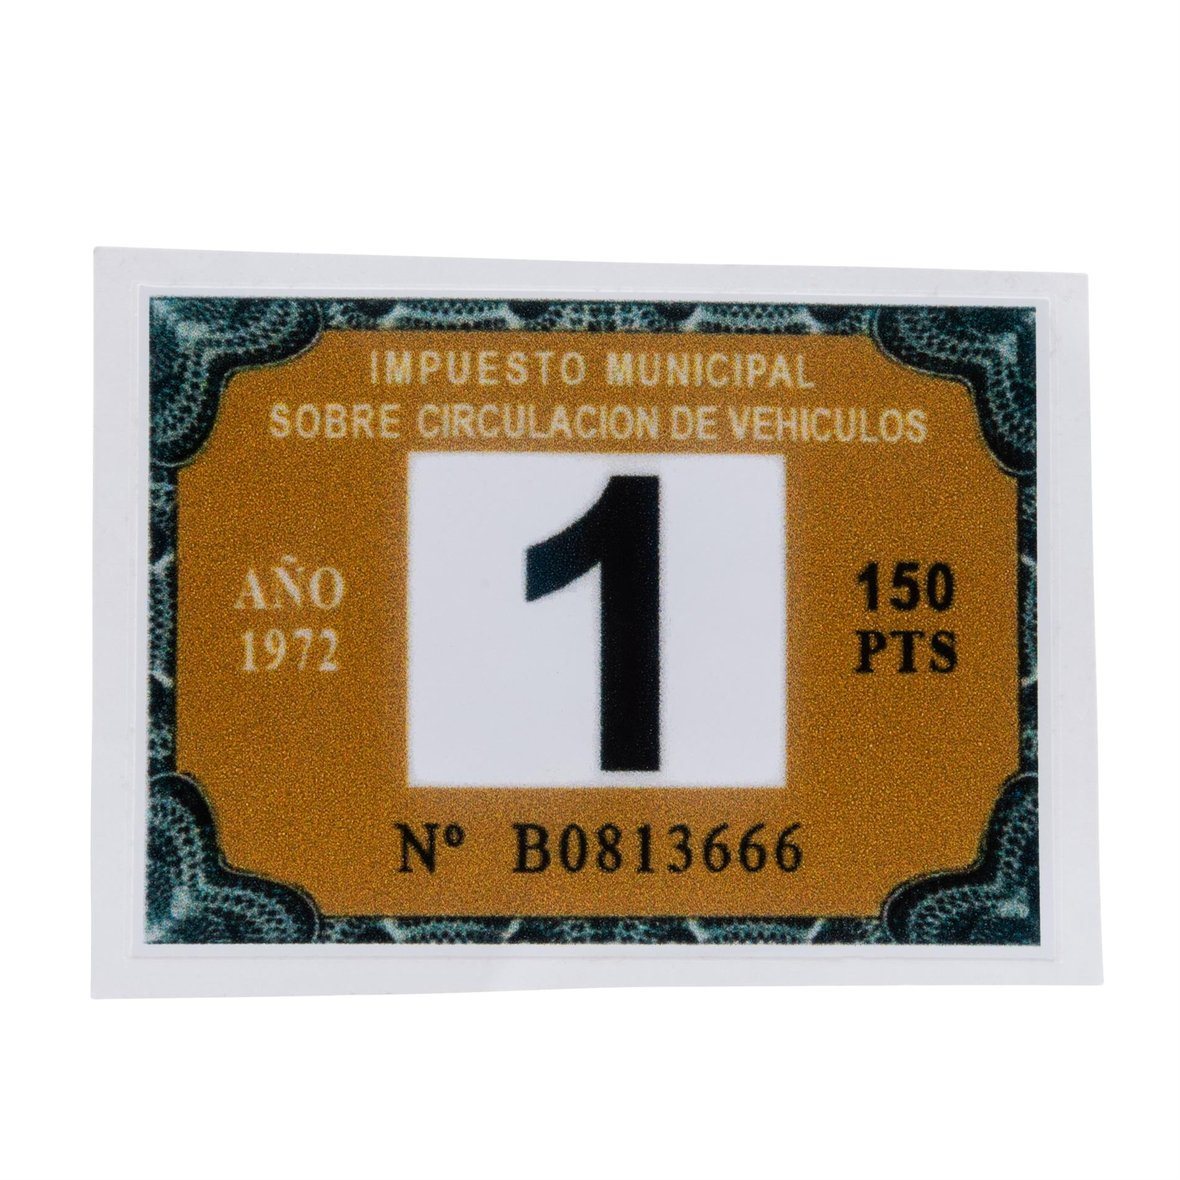 IMPUESTO MUNICIPAL
SOBRE CIRCULACION DE VEHICULOS
1
AÑO
1972
150
PTS
Nº B0813666